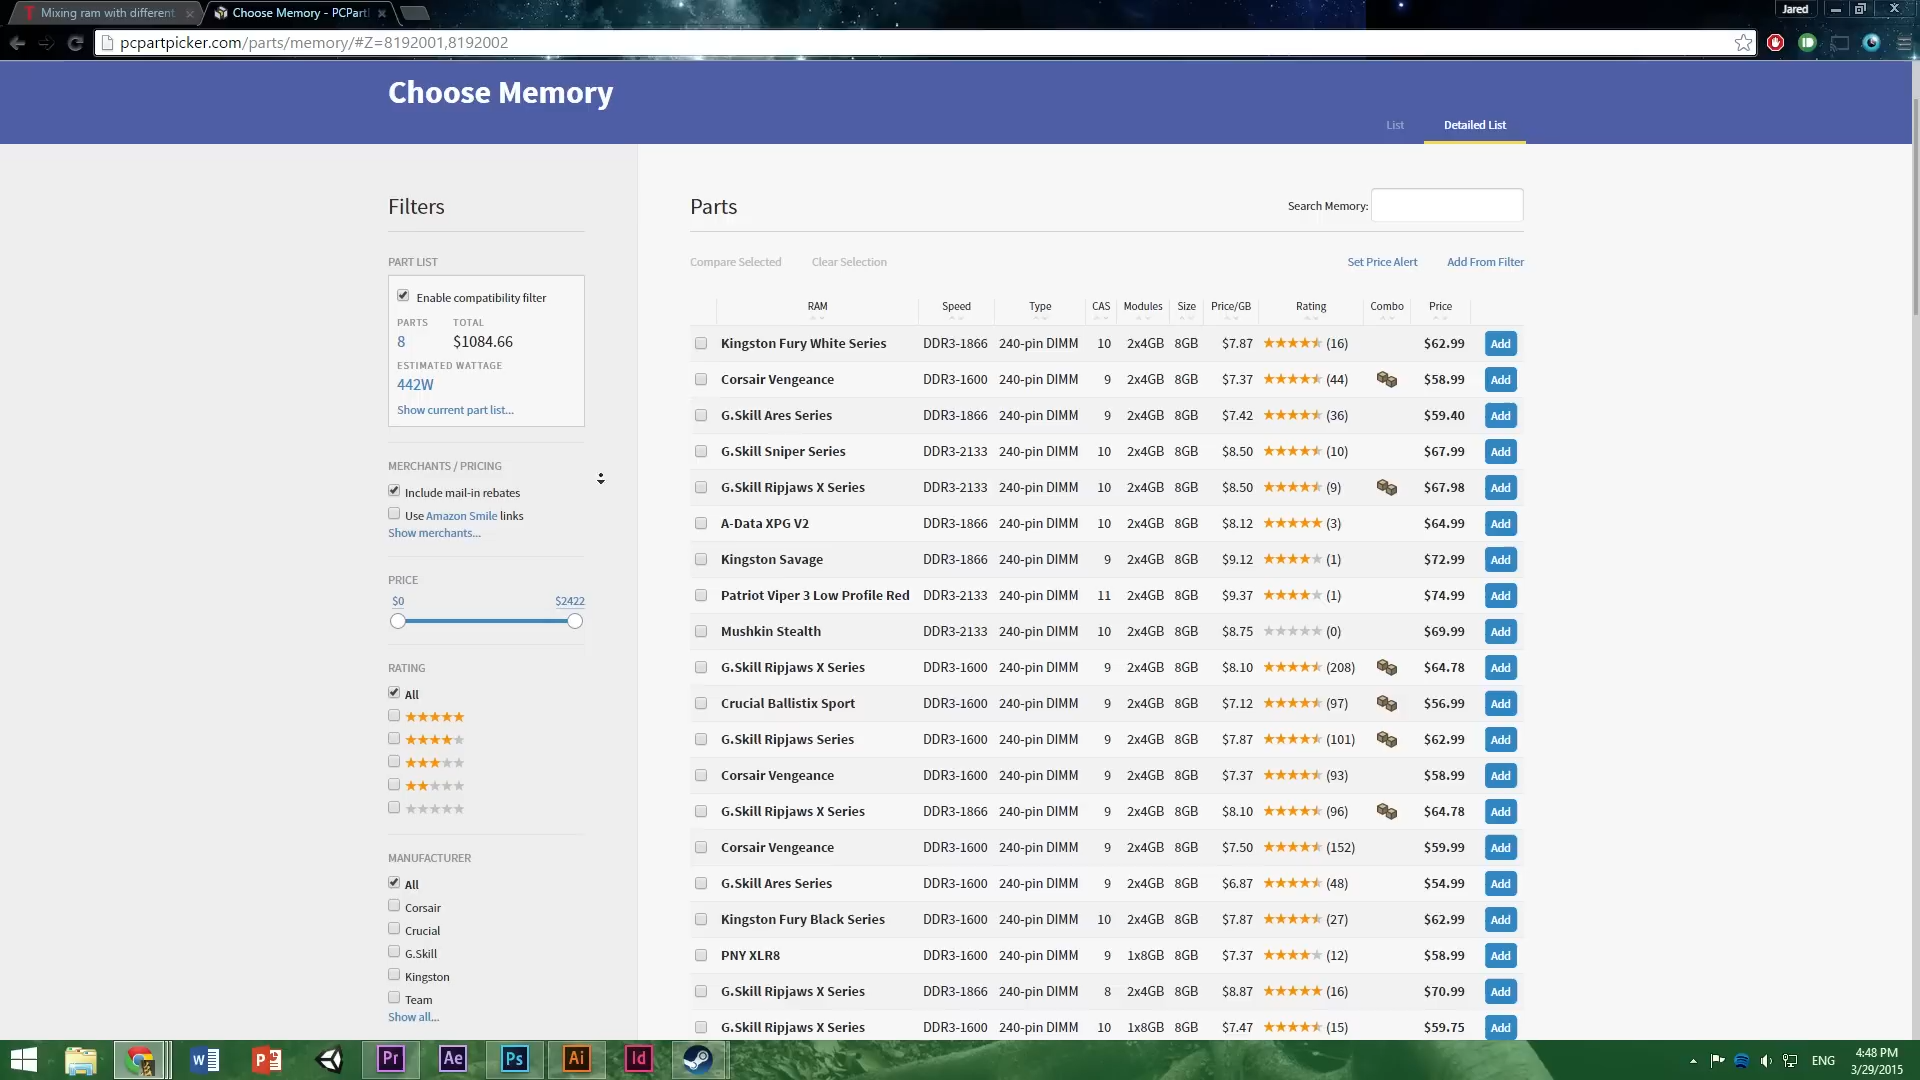 Mixing ram with different
Choose Memory - PCPart
Jared
pcpartpicker.com/parts/memory/#Z=8192001,8192002
Choose Memory
List
Detailed List
Filters
PART LIST
Enable compatibility filter
PARTS TOTAL
8 $1084.66
ESTIMATED WATTAGE
442W
Show current part list...
MERCHANTS / PRICING
Include mail-in rebates
Use Amazon Smile links
Show merchants...
PRICE
$0 $2422
RATING
All
MANUFACTURER
All
Corsair
Crucial
G.Skill
Kingston
Team
Show all...
Parts
Search Memory:
Compare Selected Clear Selection Set Price Alert Add From Filter
RAM Speed Type CAS Modules Size Price/GB Rating Combo Price
Kingston Fury White Series DDR3-1866 240-pin DIMM 10 2x4GB 8GB $7.87 (16) $62.99 Add
Corsair Vengeance DDR3-1600 240-pin DIMM 9 2x4GB 8GB $7.37 (44) $58.99 Add
G.Skill Ares Series DDR3-1866 240-pin DIMM 9 2x4GB 8GB $7.42 (36) $59.40 Add
G.Skill Sniper Series DDR3-2133 240-pin DIMM 10 2x4GB 8GB $8.50 (10) $67.99 Add
G.Skill Ripjaws X Series DDR3-2133 240-pin DIMM 10 2x4GB 8GB $8.50 (9) $67.98 Add
A-Data XPG V2 DDR3-1866 240-pin DIMM 10 2x4GB 8GB $8.12 (3) $64.99 Add
Kingston Savage DDR3-1866 240-pin DIMM 9 2x4GB 8GB $9.12 (1) $72.99 Add
Patriot Viper 3 Low Profile Red DDR3-2133 240-pin DIMM 11 2x4GB 8GB $9.37 (1) $74.99 Add
Mushkin Stealth DDR3-2133 240-pin DIMM 10 2x4GB 8GB $8.75 (0) $69.99 Add
G.Skill Ripjaws X Series DDR3-1600 240-pin DIMM 9 2x4GB 8GB $8.10 (208) $64.78 Add
Crucial Ballistix Sport DDR3-1600 240-pin DIMM 9 2x4GB 8GB $7.12 (97) $56.99 Add
G.Skill Ripjaws Series DDR3-1600 240-pin DIMM 9 2x4GB 8GB $7.87 (101) $62.99 Add
Corsair Vengeance DDR3-1600 240-pin DIMM 9 2x4GB 8GB $7.37 (93) $58.99 Add
G.Skill Ripjaws X Series DDR3-1866 240-pin DIMM 9 2x4GB 8GB $8.10 (96) $64.78 Add
Corsair Vengeance DDR3-1600 240-pin DIMM 9 2x4GB 8GB $7.50 (152) $59.99 Add
G.Skill Ares Series DDR3-1600 240-pin DIMM 9 2x4GB 8GB $6.87 (48) $54.99 Add
Kingston Fury Black Series DDR3-1600 240-pin DIMM 10 2x4GB 8GB $7.87 (27) $62.99 Add
PNY XLR8 DDR3-1600 240-pin DIMM 9 1x8GB 8GB $7.37 (12) $58.99 Add
G.Skill Ripjaws X Series DDR3-1866 240-pin DIMM 8 2x4GB 8GB $8.87 (16) $70.99 Add
G.Skill Ripjaws X Series DDR3-1600 240-pin DIMM 10 1x8GB 8GB $7.47 (15) $59.75 Add
Pr Ae Ps Ai Id
ENG
4:48 PM
3/29/2015